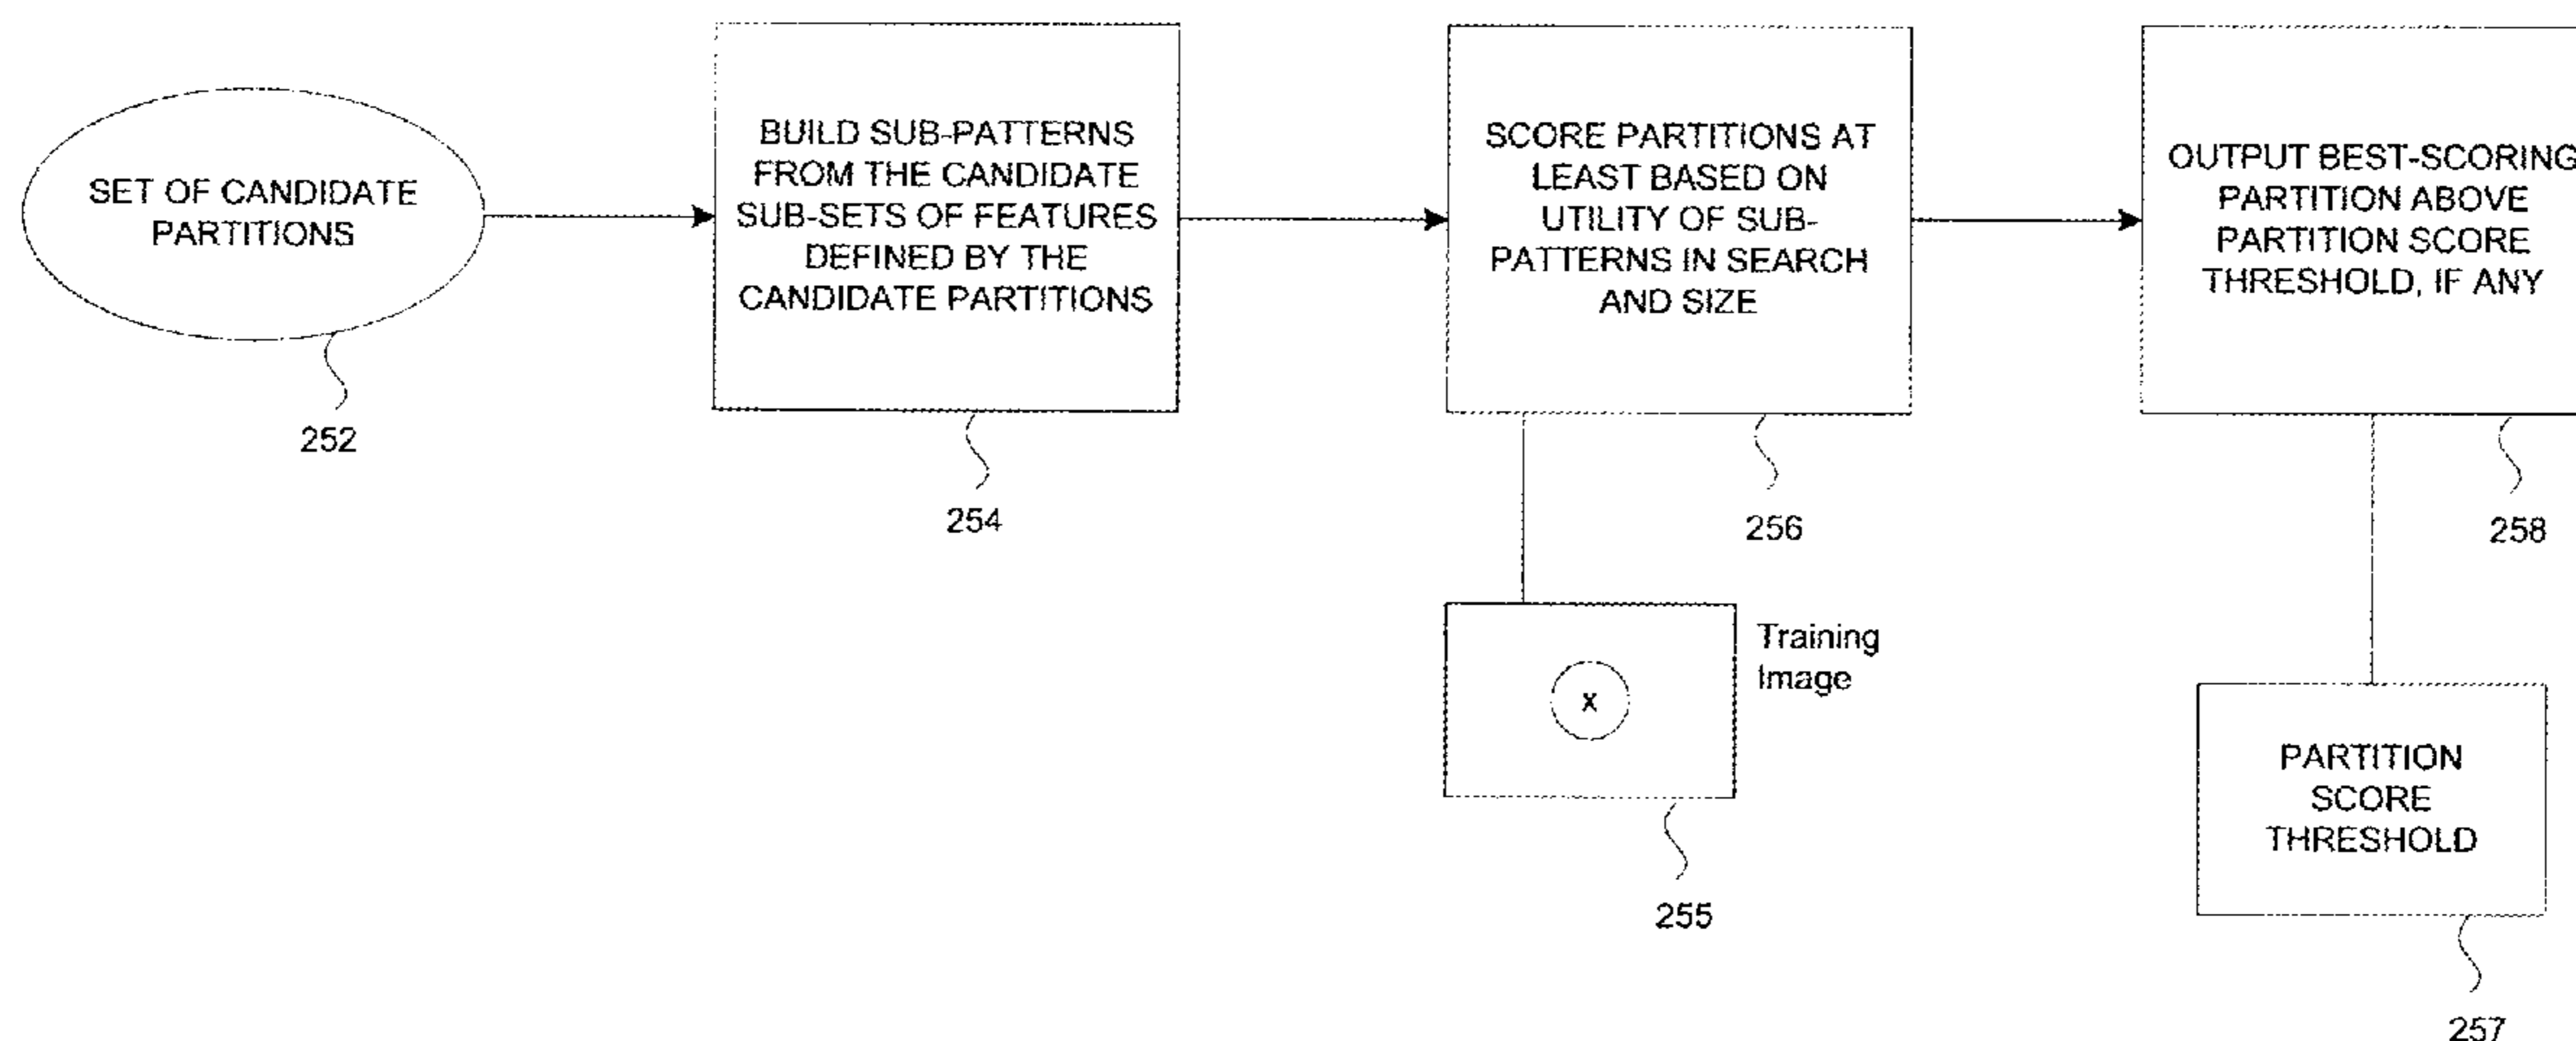 SET OF CANDIDATE
PARTITIONS
252
BUILD SUB-PATTERNS
FROM THE CANDIDATE
SUB-SETS OF FEATURES
DEFINED BY THE
CANDIDATE PARTITIONS
254
SCORE PARTITIONS AT
LEAST BASED ON
UTILITY OF SUB-
PATTERNS IN SEARCH
AND SIZE
256
Training
Image
x
255
OUTPUT BEST-SCORING
PARTITION ABOVE
PARTITION SCORE
THRESHOLD, IF ANY
258
PARTITION
SCORE
THRESHOLD
257